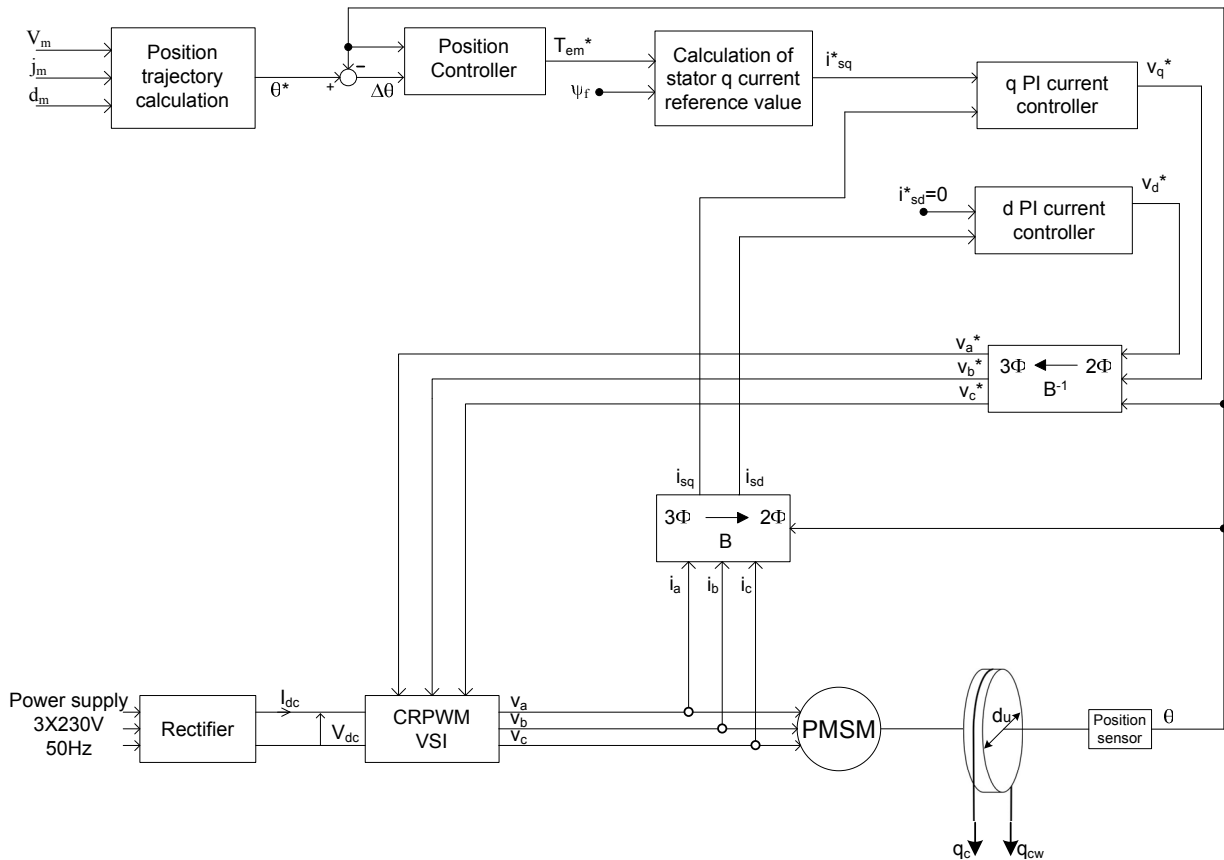 V_m
j_m
d_m
Position
trajectory
calculation
θ*
+
−
Δθ
Position
Controller
T_em*
ψ_f
Calculation of
stator q current
reference value
i*_sq
q PI current
controller
v_q*
i*_sd=0
d PI current
controller
v_d*
v_a*
v_b*
v_c*
3Φ 2Φ
B⁻¹
i_sq
i_sd
3Φ 2Φ
B
i_a
i_b
i_c
Power supply
3X230V
50Hz
Rectifier
I_dc
V_dc
CRPWM
VSI
v_a
v_b
v_c
PMSM
d_u
Position
sensor
θ
q_c
q_cw